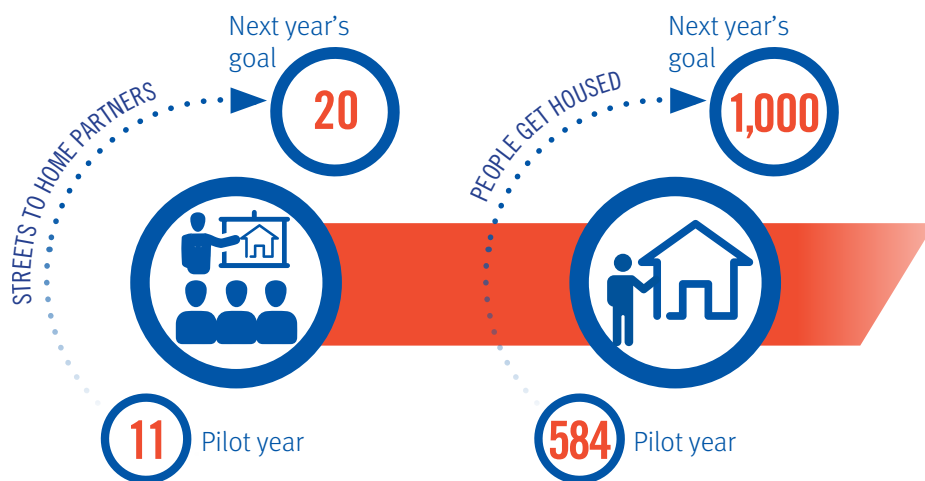 Next year's
goal
20
STREETS TO HOME PARTNERS
11
Pilot year
Next year's
goal
1,000
PEOPLE GET HOUSED
584
Pilot year